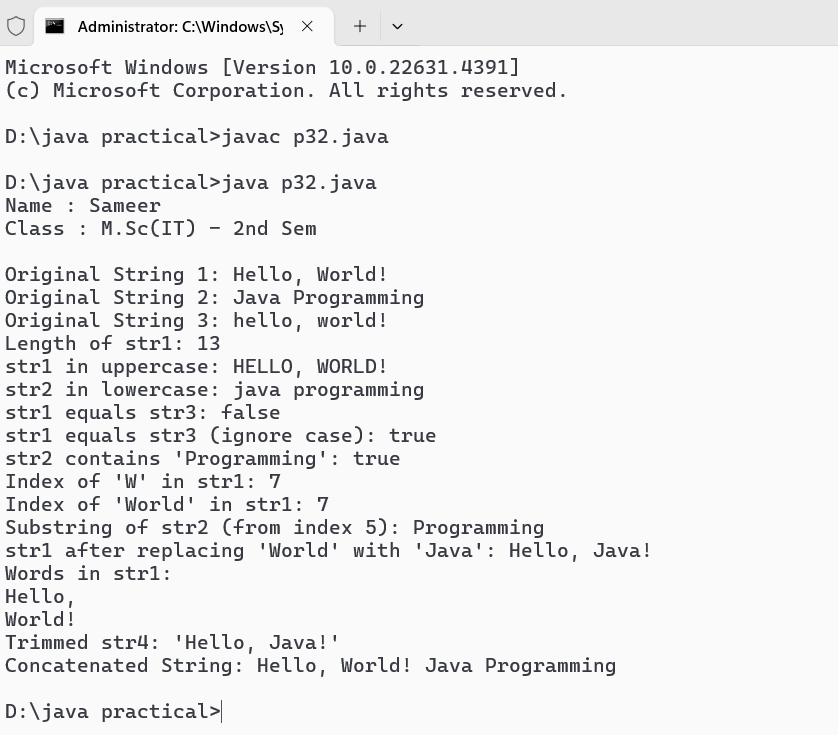 Administrator: C:\Windows\Sy
Microsoft Windows [Version 10.0.22631.4391]
(c) Microsoft Corporation. All rights reserved.
D:\java practical>javac p32.java
D:\java practical>java p32.java
Name : Sameer
Class : M.Sc(IT) - 2nd Sem
Original String 1: Hello, World!
Original String 2: Java Programming
Original String 3: hello, world!
Length of str1: 13
str1 in uppercase: HELLO, WORLD!
str2 in lowercase: java programming
str1 equals str3: false
str1 equals str3 (ignore case): true
str2 contains 'Programming': true
Index of 'W' in str1: 7
Index of 'World' in str1: 7
Substring of str2 (from index 5): Programming
str1 after replacing 'World' with 'Java': Hello, Java!
Words in str1:
Hello,
World!
Trimmed str4: 'Hello, Java!'
Concatenated String: Hello, World! Java Programming
D:\java practical>